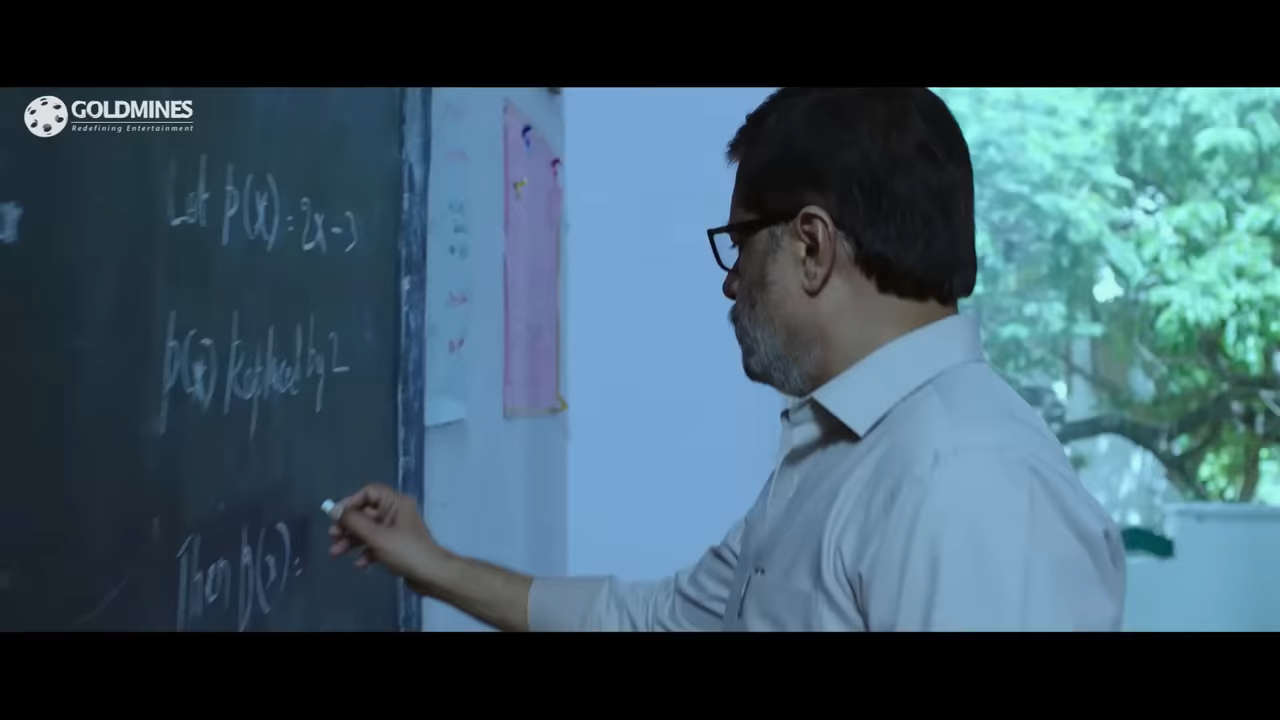 GOLDMINES
Redefining Entertainment
Let p(x) = 2x - 3
p(x) Replaced by 2
Then p(x) =